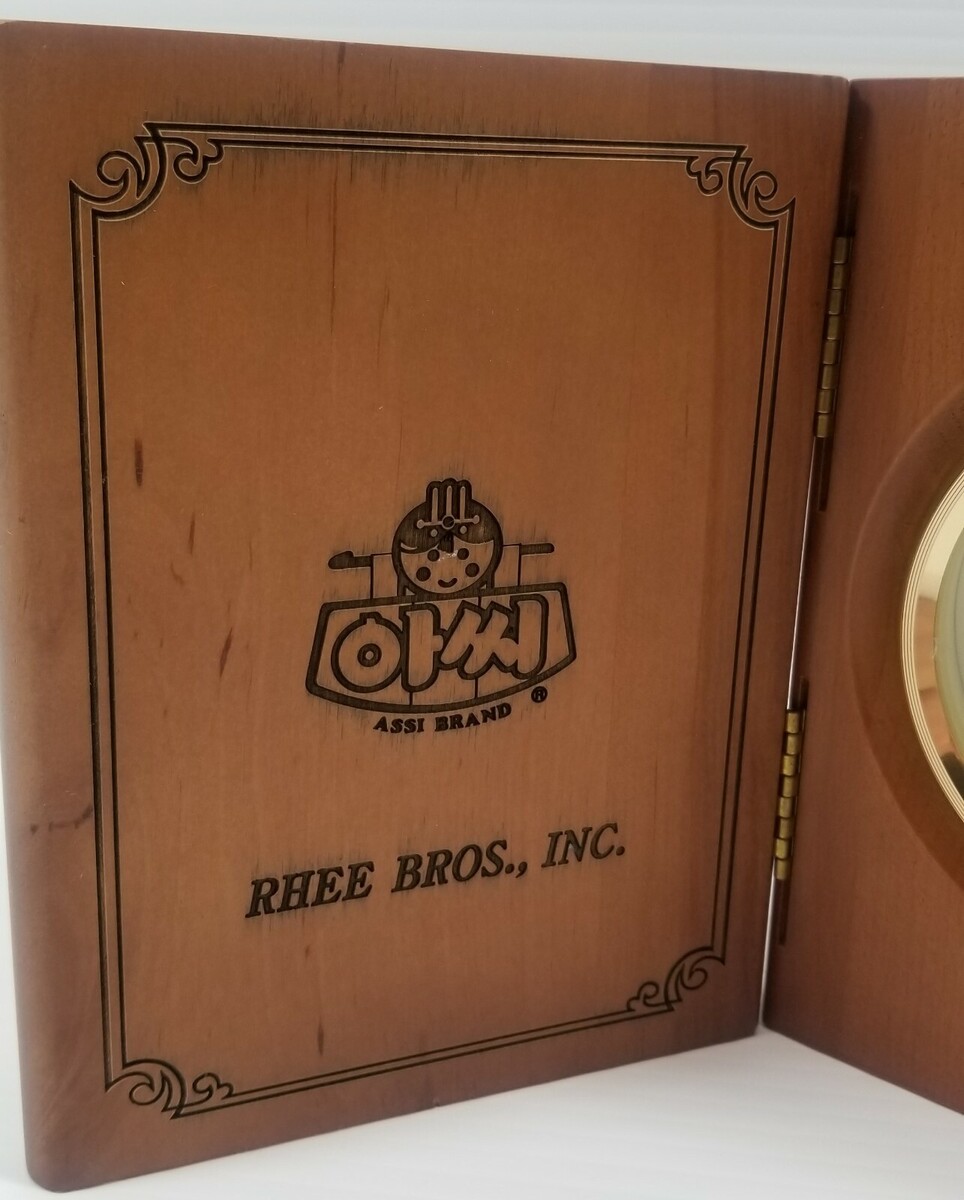 아씨
®
ASSI BRAND
RHEE BROS., INC.